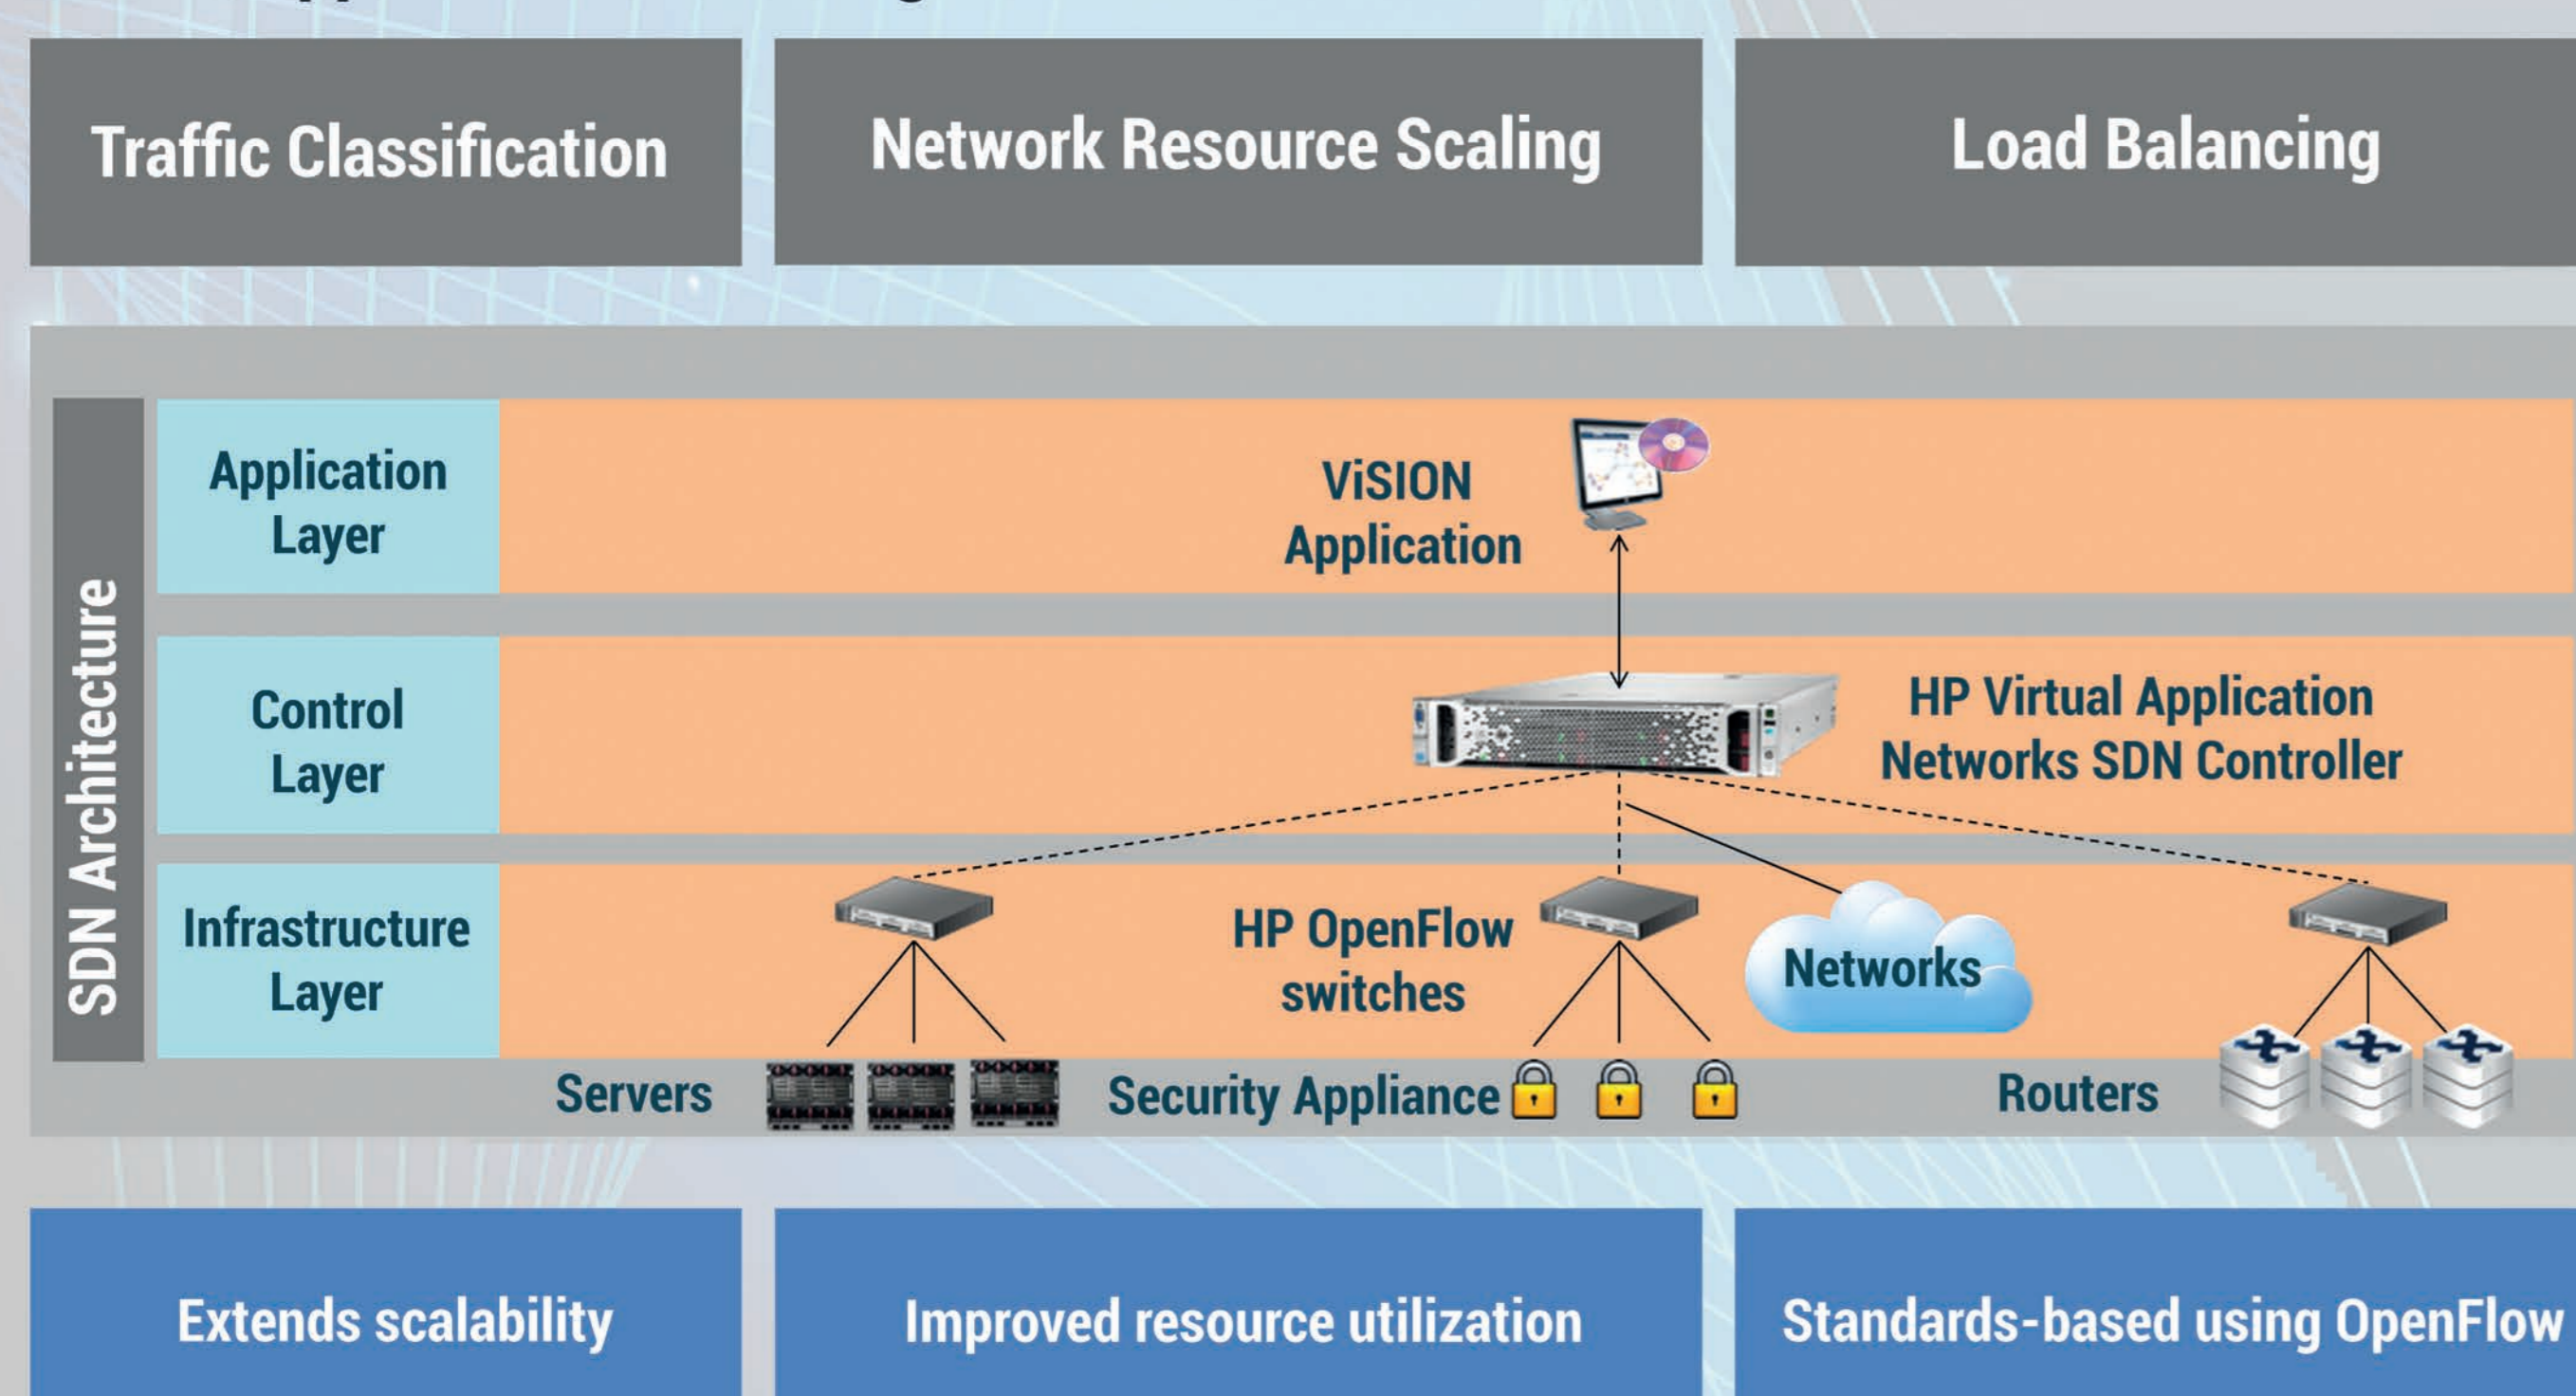 Traffic Classification
Network Resource Scaling
Load Balancing
SDN Architecture
Application
Layer
ViSION
Application
Control
Layer
HP Virtual Application
Networks SDN Controller
Infrastructure
Layer
HP OpenFlow
switches
Networks
Servers
Security Appliance
Routers
Extends scalability
Improved resource utilization
Standards-based using OpenFlow